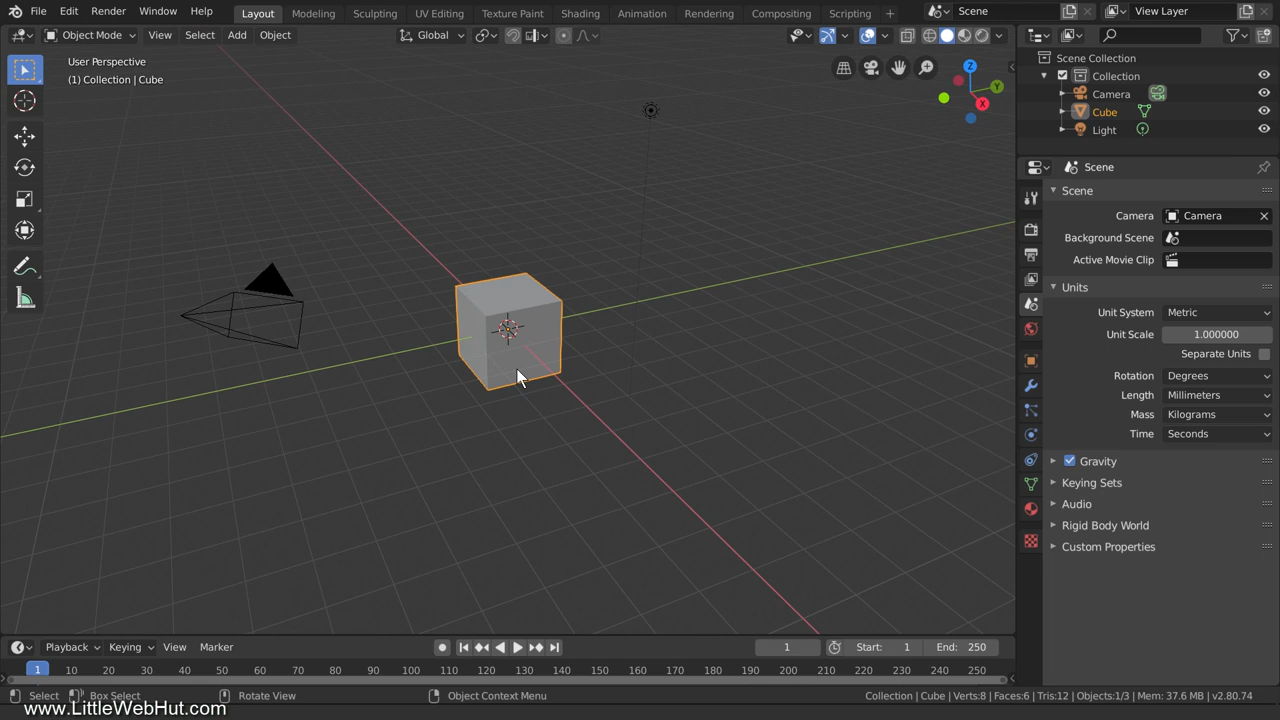 File Edit Render Window Help Layout Modeling Sculpting UV Editing Texture Paint Shading Animation Rendering Compositing Scripting + Scene View Layer
Object Mode View Select Add Object Global
User Perspective
(1) Collection | Cube
Z
Y
X
Scene Collection
Collection
Camera
Cube
Light
Scene
Scene
Camera Camera
Background Scene
Active Movie Clip
Units
Unit System Metric
Unit Scale 1.000000
Separate Units
Rotation Degrees
Length Millimeters
Mass Kilograms
Time Seconds
Gravity
Keying Sets
Audio
Rigid Body World
Custom Properties
Playback Keying View Marker 1 Start: 1 End: 250
1 10 20 30 40 50 60 70 80 90 100 110 120 130 140 150 160 170 180 190 200 210 220 230 240 250
Select Box Select Rotate View Object Context Menu Collection | Cube | Verts:8 | Faces:6 | Tris:12 | Objects:1/3 | Mem: 37.6 MB | v2.80.74
www.LittleWebHut.com